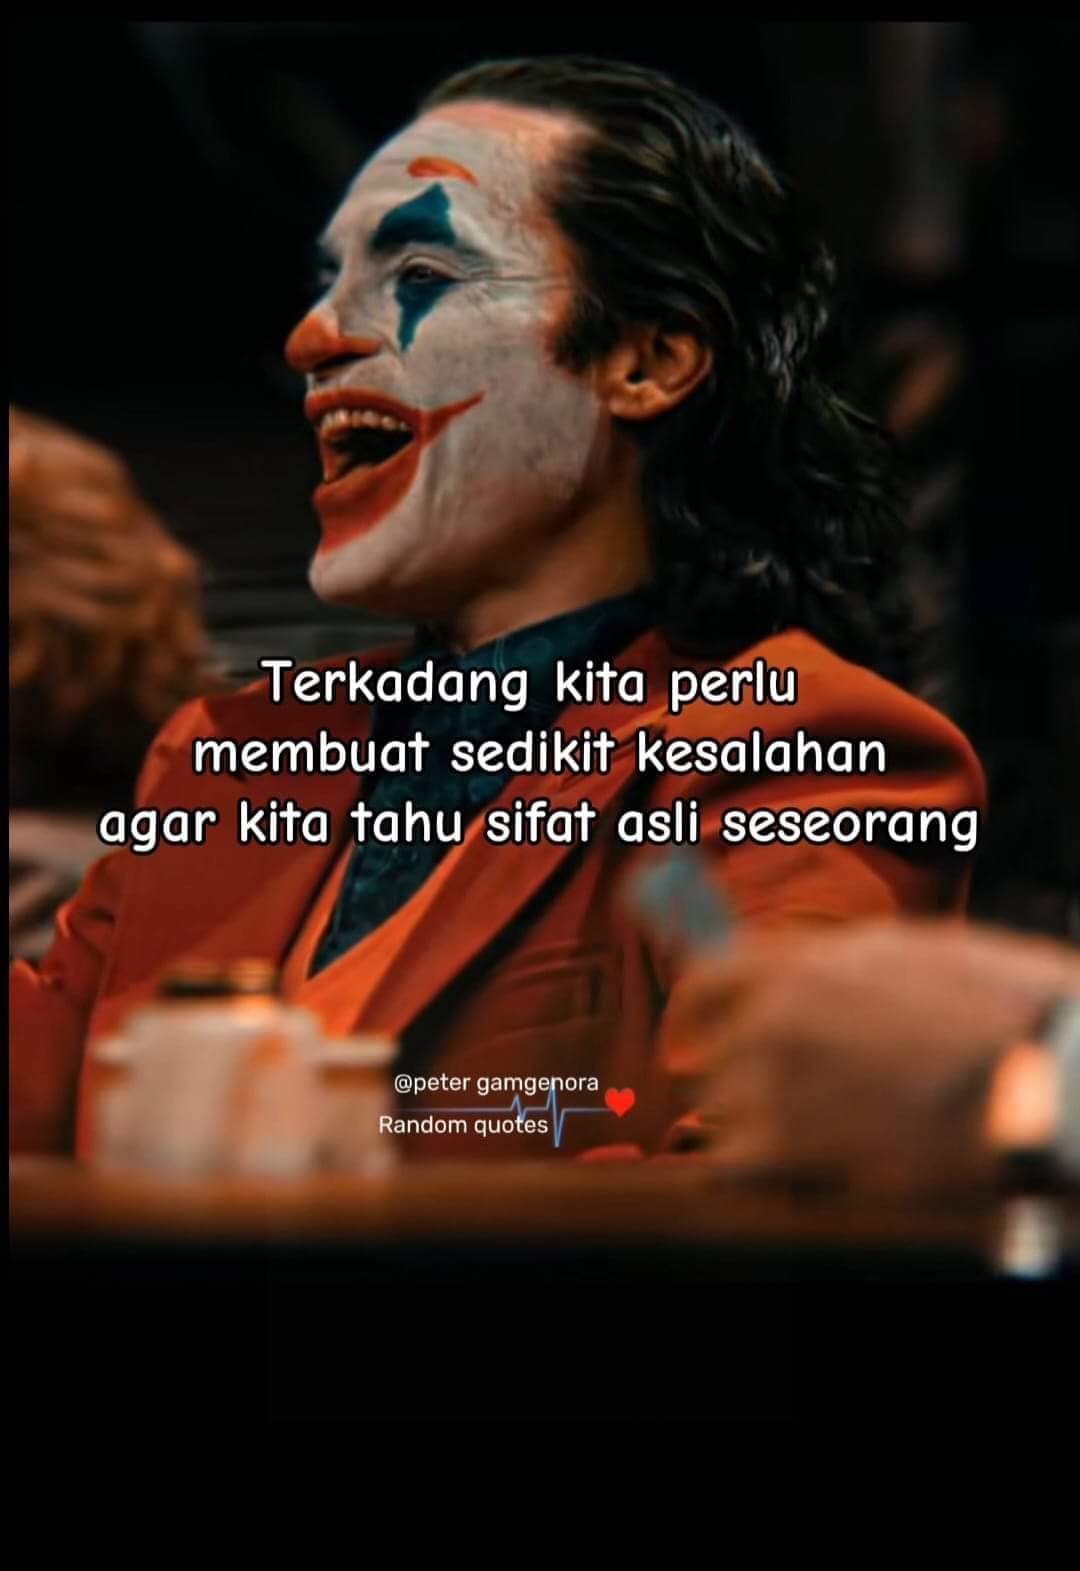 Terkadang kita perlu
membuat sedikit kesalahan
agar kita tahu sifat asli seseorang
@peter gamgenora
Random quotes